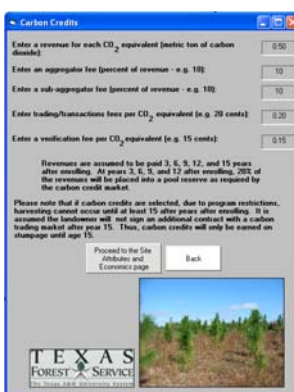 Carbon Credits
Enter a revenue for each CO2 equivalent (metric ton of carbon
dioxide):
0.50
Enter an aggregator fee (percent of revenue - e.g. 10):
10
Enter a sub-aggregator fee (percent of revenue - e.g. 10):
10
Enter trading/transactions fees per CO2 equivalent (e.g. 20 cents):
0.20
Enter a verification fee per CO2 equivalent (e.g. 15 cents):
0.15
Revenues are assumed to be paid 3, 6, 9, 12, and 15 years
after enrolling. At years 3, 6, 9, and 12 after enrolling, 20% of
the revenues will be placed into a pool reserve as required by
the carbon credit market.
Please note that if carbon credits are selected, due to program restrictions,
harvesting cannot occur until at least 15 years after years enrolling. It is
assumed the landowner will not sign an additional contract with a carbon
trading market after year 15. Thus, carbon credits will only be earned on
stumpage until age 15.
Proceed to the Site
Attributes and
Economics page
Back
TEXAS
FOREST SERVICE
The Texas A&M University System